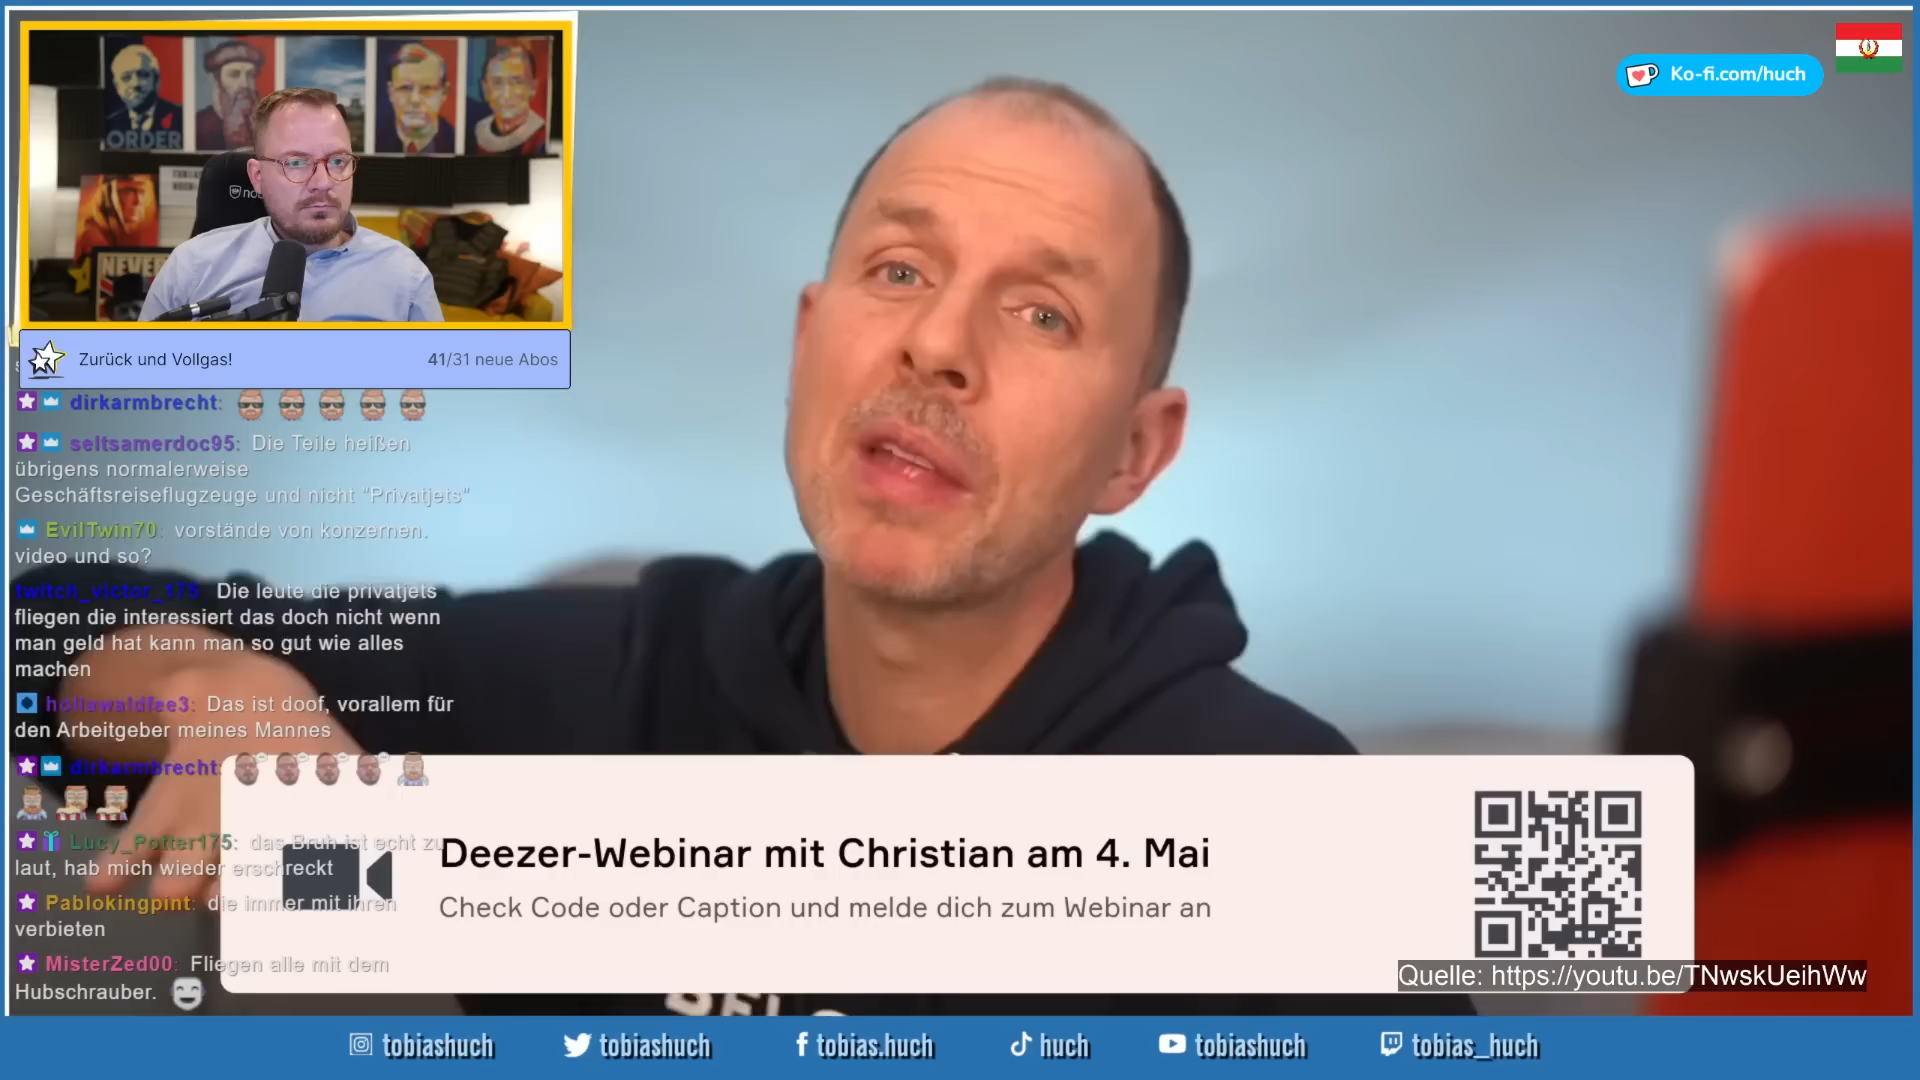 ORDER
NEVER
Ko-fi.com/huch
Zurück und Vollgas!
41/31 neue Abos
dirkarmbrecht:
seltsamerdoc95: Die Teile heißen
übrigens normalerweise
Geschäftsreiseflugzeuge und nicht "Privatjets"
EvilTwin70: vorstände von konzernen.
video und so?
twitch_victor_175: Die leute die privatjets
fliegen die interessiert das doch nicht wenn
man geld hat kann man so gut wie alles
machen
hollawaldfee3: Das ist doof, vorallem für
den Arbeitgeber meines Mannes
dirkarmbrecht:
Lucy_Potter175: das Bruh ist echt zu
laut, hab mich wieder erschreckt
Pablokingpint: die immer mit ihren
verbieten
MisterZed00: Fliegen alle mit dem
Hubschrauber.
Deezer-Webinar mit Christian am 4. Mai
Check Code oder Caption und melde dich zum Webinar an
Quelle: https://youtu.be/TNwskUeihWw
tobiashuch
tobiashuch
tobias.huch
huch
tobiashuch
tobias_huch